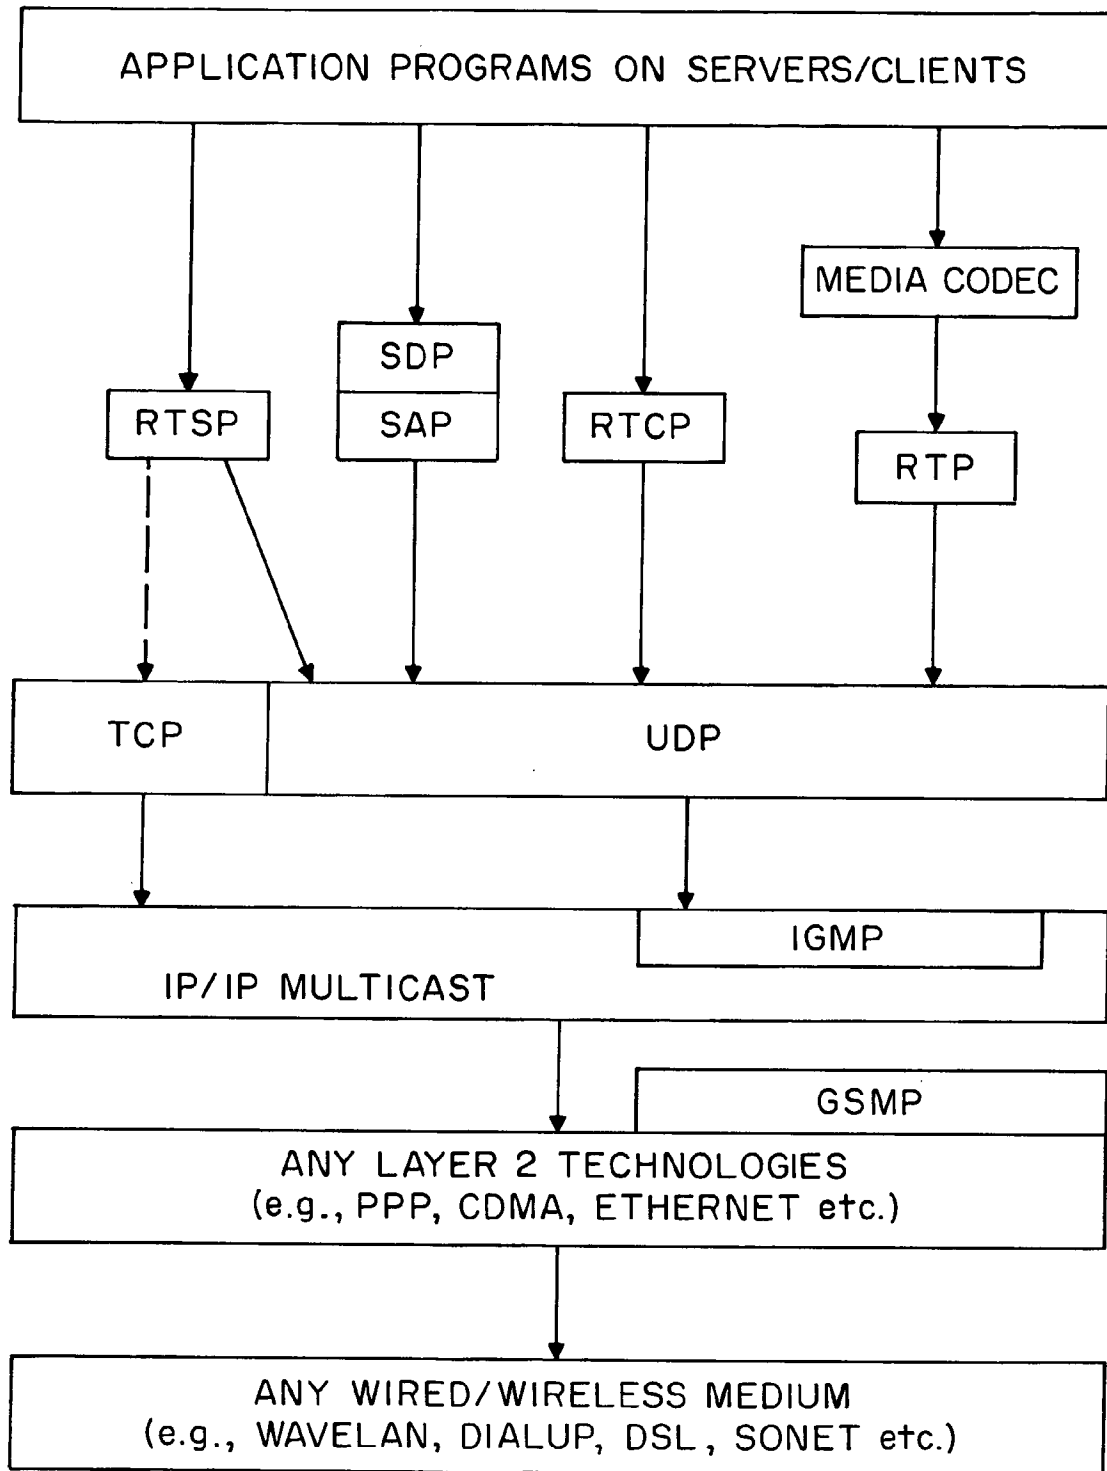 APPLICATION PROGRAMS ON SERVERS/CLIENTS
MEDIA CODEC
SDP
RTSP
SAP
RTCP
RTP
TCP
UDP
IGMP
IP/IP MULTICAST
GSMP
ANY LAYER 2 TECHNOLOGIES
(e.g., PPP, CDMA, ETHERNET etc.)
ANY WIRED/WIRELESS MEDIUM
(e.g., WAVELAN, DIALUP, DSL, SONET etc.)